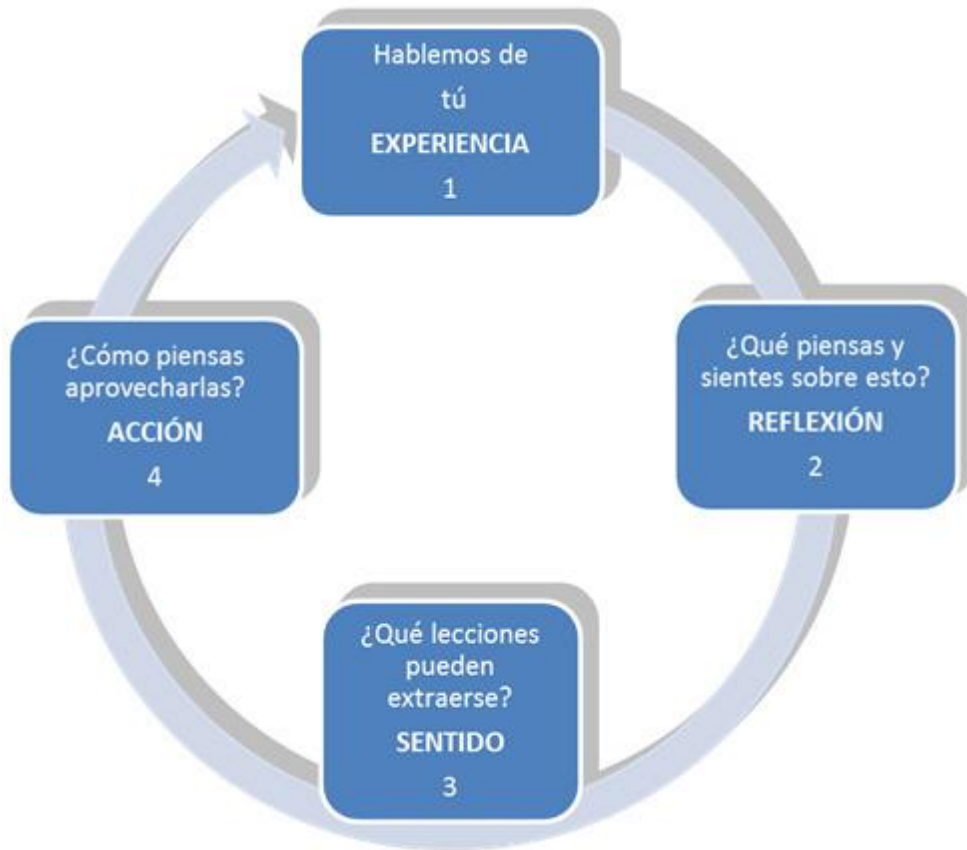 Hablemos de
tú
EXPERIENCIA
1
¿Qué piensas y
sientes sobre esto?
REFLEXIÓN
2
¿Qué lecciones
pueden
extraerse?
SENTIDO
3
¿Cómo piensas
aprovecharlas?
ACCIÓN
4